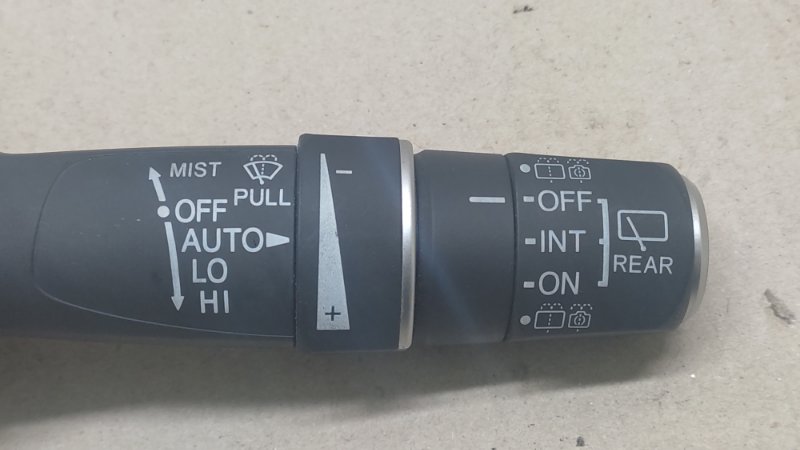 MIST
PULL
OFF
AUTO
LO
HI
−
+
OFF
INT
ON
REAR